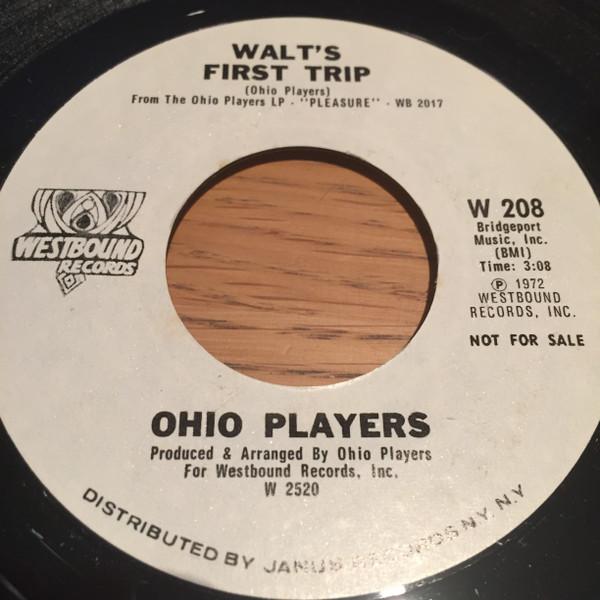 WALT'S
FIRST TRIP
(Ohio Players)
From The Ohio Players LP - "PLEASURE" - WB 2017
WESTBOUND
RECORDS
W 208
Bridgeport
Music, Inc.
(BMI)
Time: 3:08
Ⓟ 1972
WESTBOUND
RECORDS, INC.
NOT FOR SALE
OHIO PLAYERS
Produced & Arranged By Ohio Players
For Westbound Records, Inc.
W 2520
DISTRIBUTED BY JANUS RECORDS N.Y. N.Y